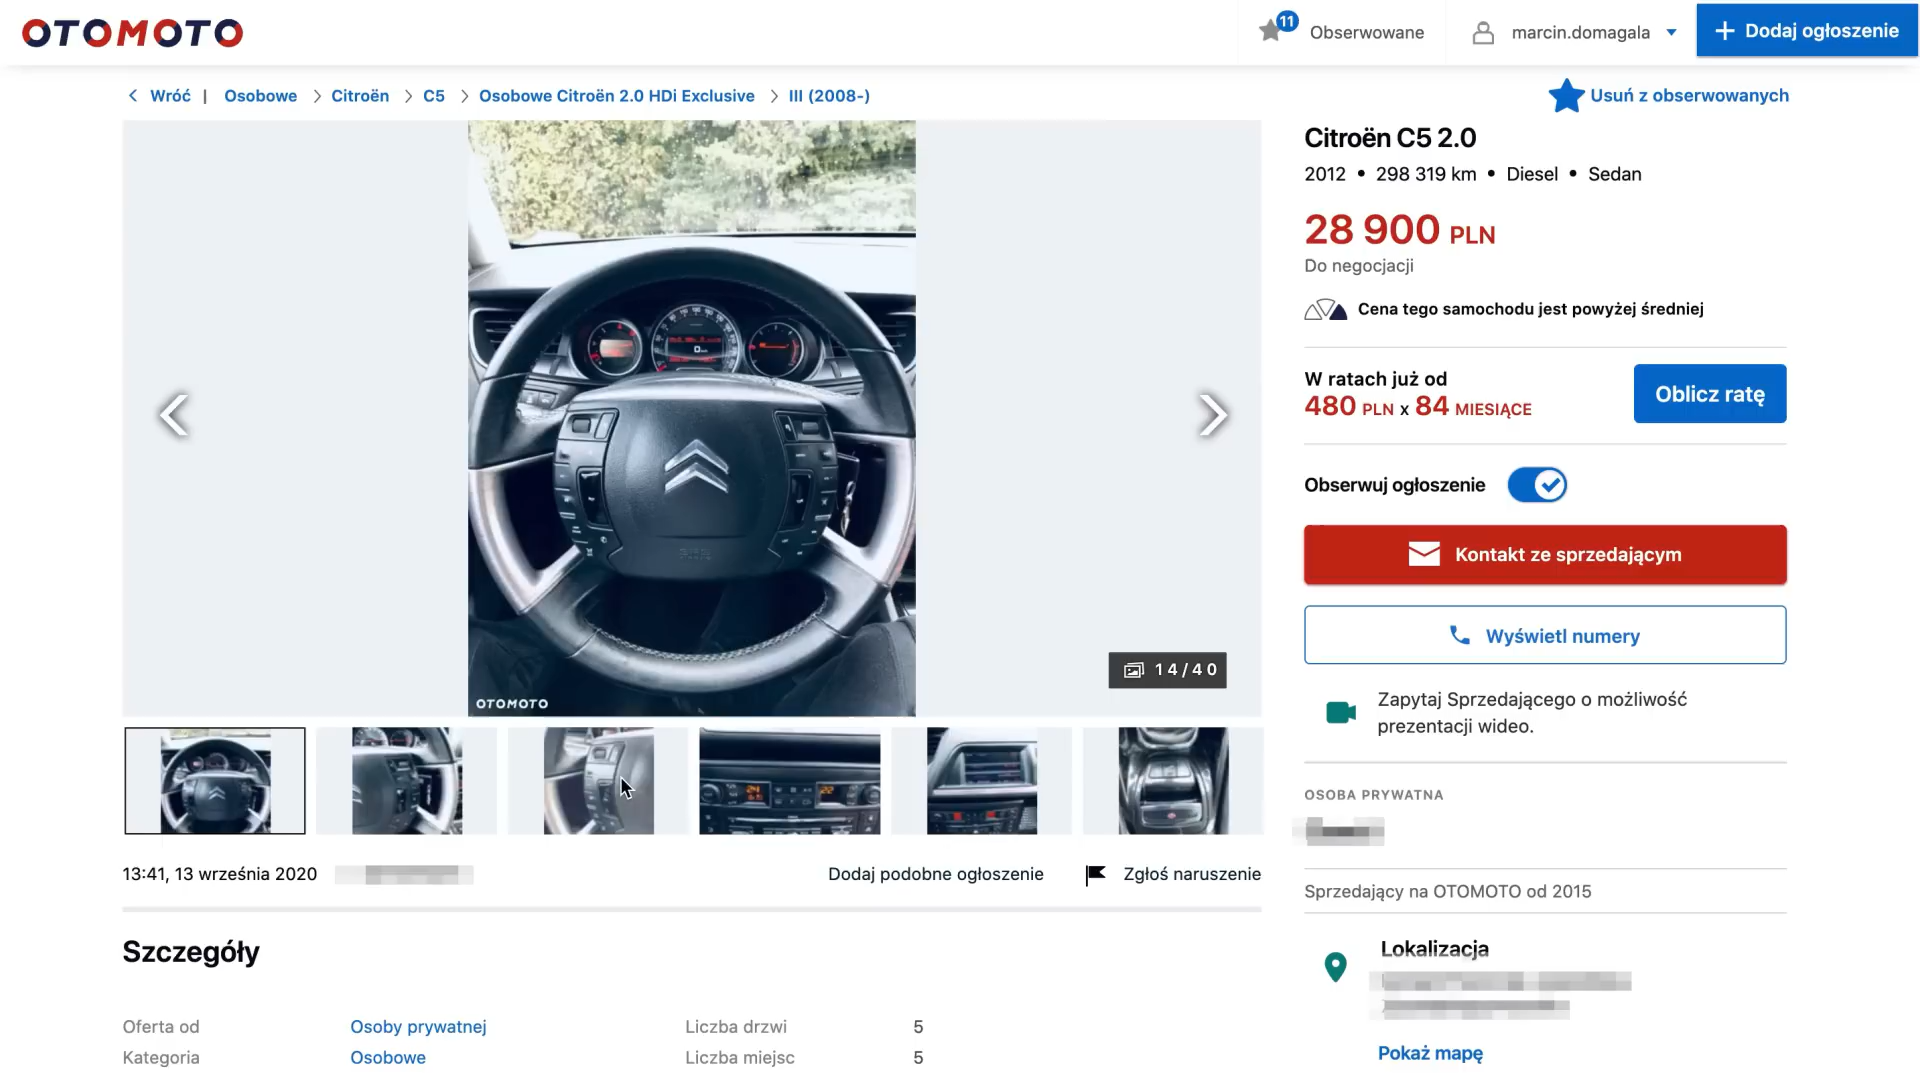 OTOMOTO
11
Obserwowane
marcin.domagala
+ Dodaj ogłoszenie
Wróć | Osobowe > Citroën > C5 > Osobowe Citroën 2.0 HDi Exclusive > III (2008-)
Usuń z obserwowanych
Citroën C5 2.0
2012 • 298 319 km • Diesel • Sedan
28 900 PLN
Do negocjacji
Cena tego samochodu jest powyżej średniej
W ratach już od
480 PLN x 84 MIESIĄCE
Oblicz ratę
Obserwuj ogłoszenie
Kontakt ze sprzedającym
Wyświetl numery
Zapytaj Sprzedającego o możliwość
prezentacji wideo.
OSOBA PRYWATNA
Sprzedający na OTOMOTO od 2015
Lokalizacja
Pokaż mapę
14/40
OTOMOTO
13:41, 13 września 2020
Dodaj podobne ogłoszenie
Zgłoś naruszenie
Szczegóły
Oferta od Osoby prywatnej
Liczba drzwi 5
Kategoria Osobowe
Liczba miejsc 5